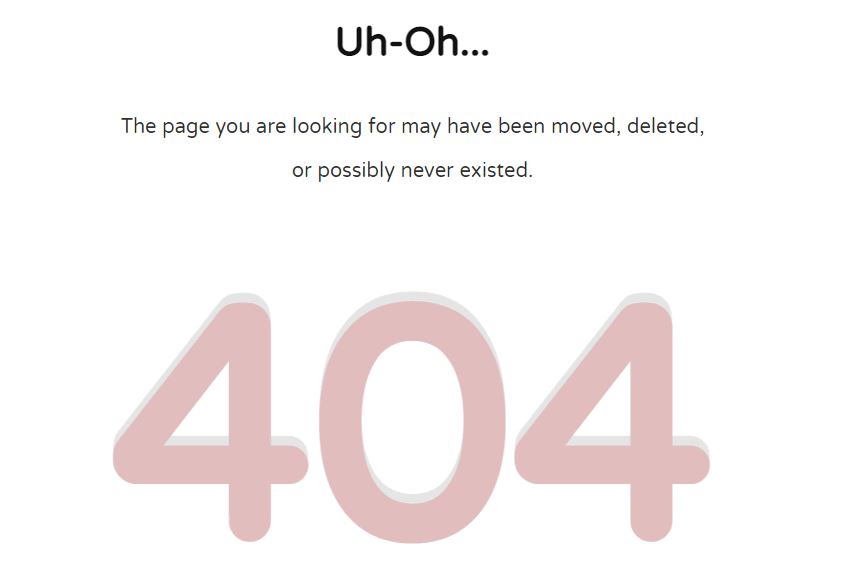 Uh-Oh...
The page you are looking for may have been moved, deleted,
or possibly never existed.
404